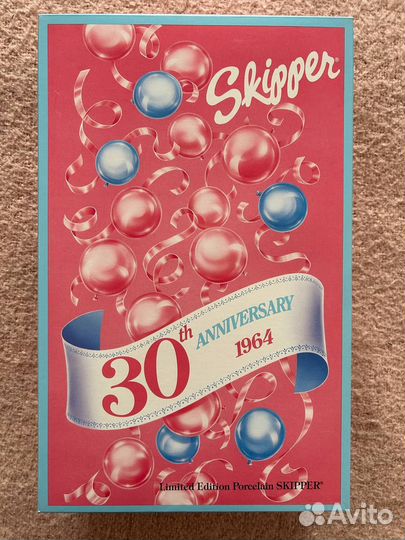 Skipper®
30th ANNIVERSARY
1964
Limited Edition Porcelain SKIPPER®
Avito